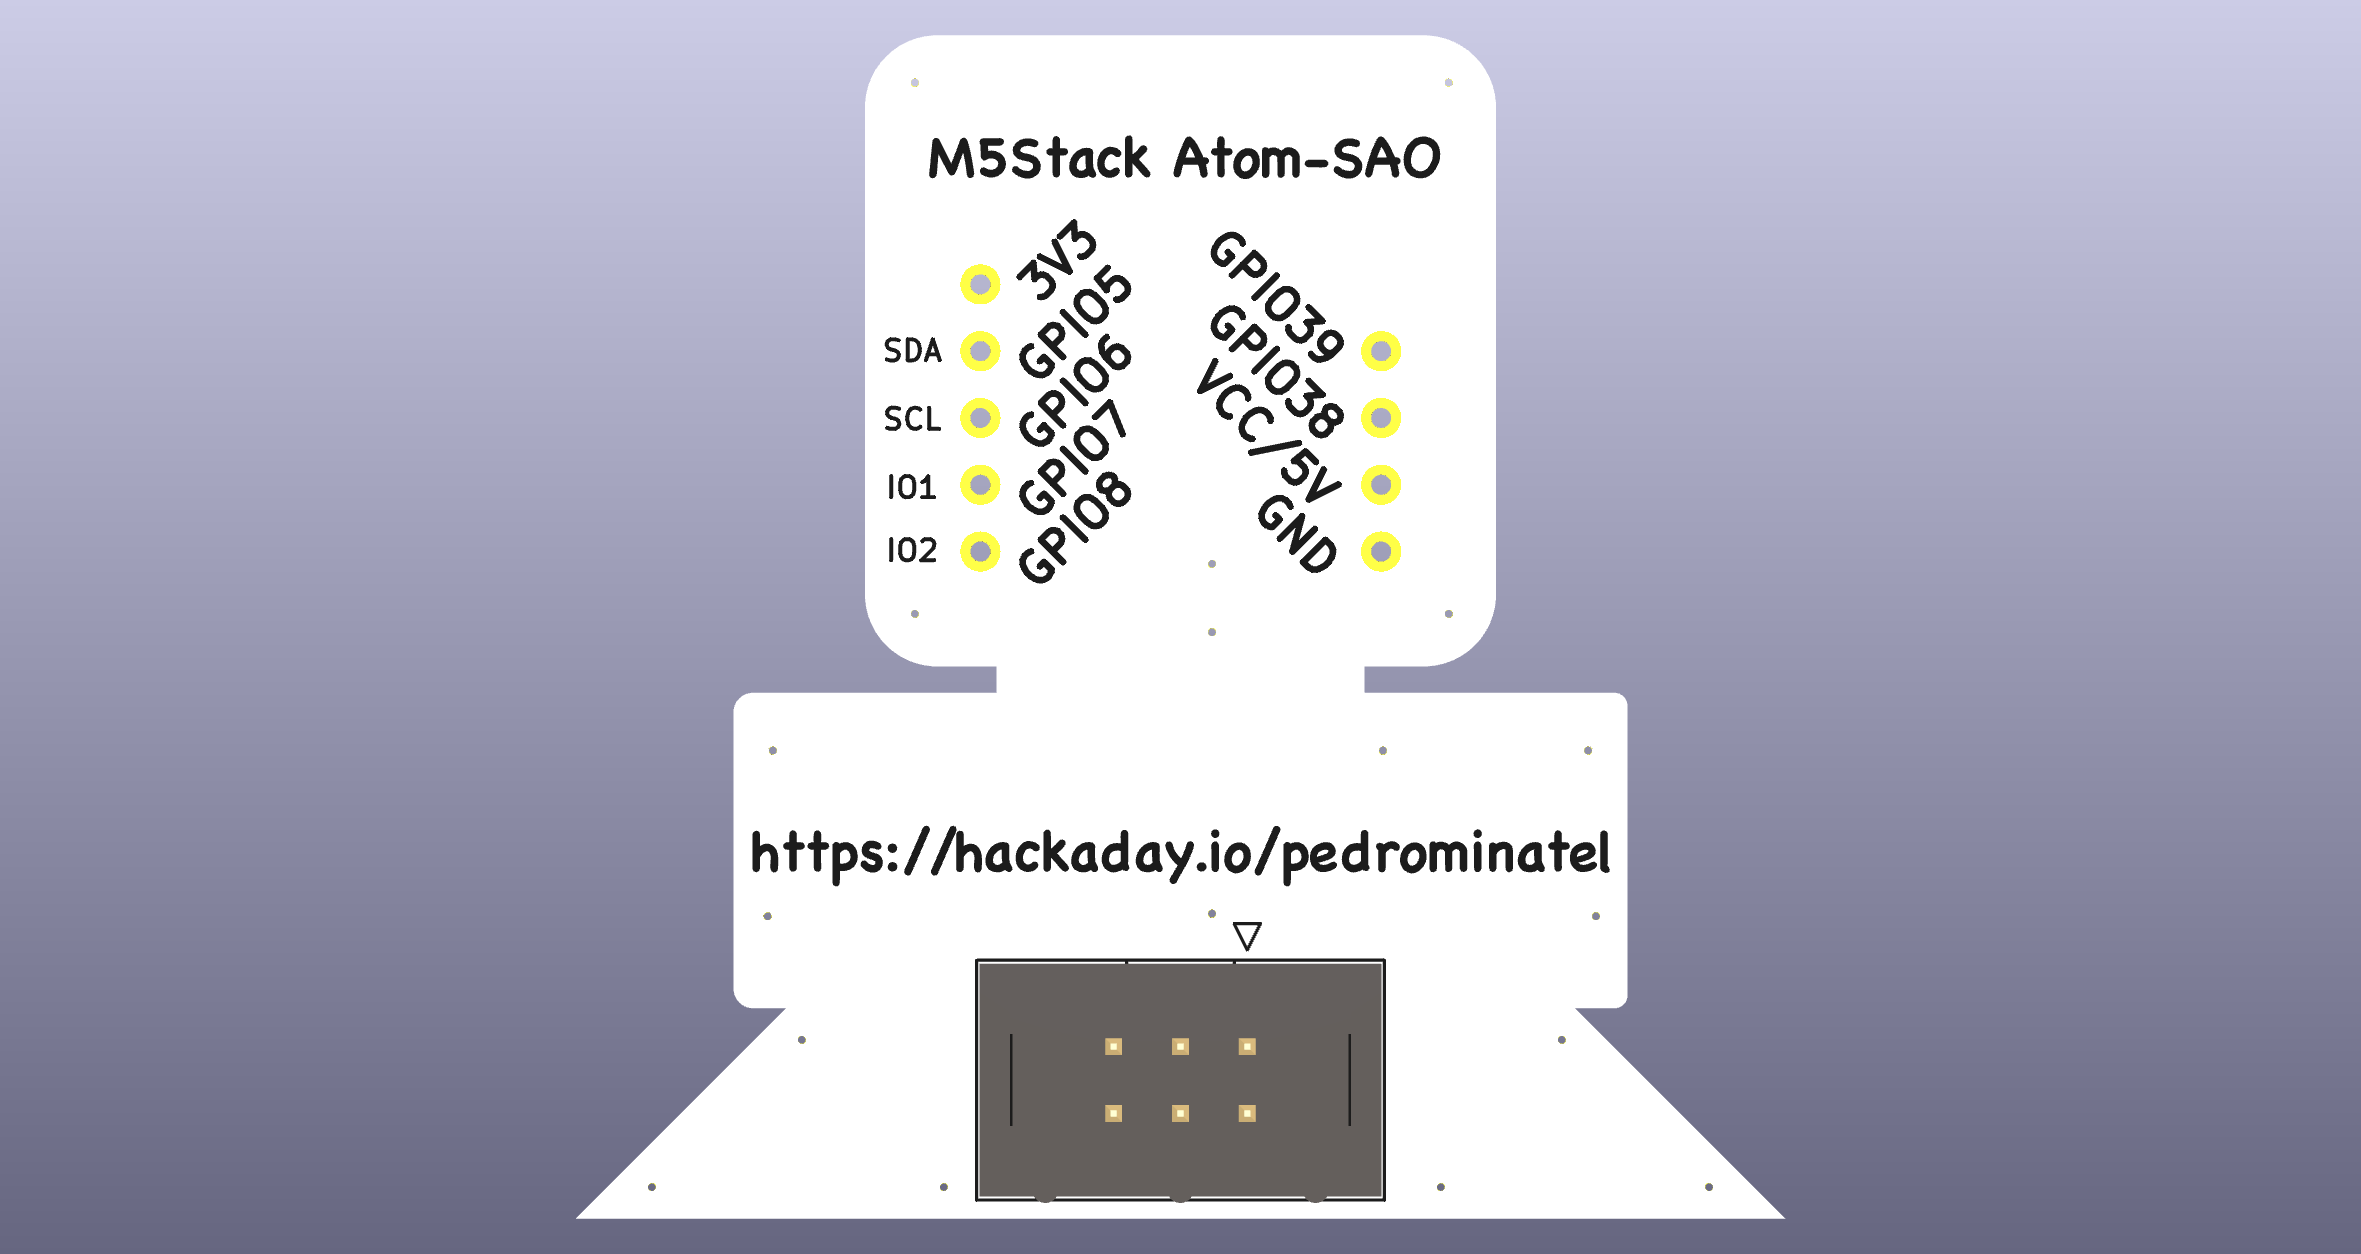 M5Stack Atom-SAO
3V3
SDA GPIO5
SCL GPIO6
IO1 GPIO7
IO2 GPIO8
GPIO39
GPIO38
VCC/5V
GND
https://hackaday.io/pedrominatel